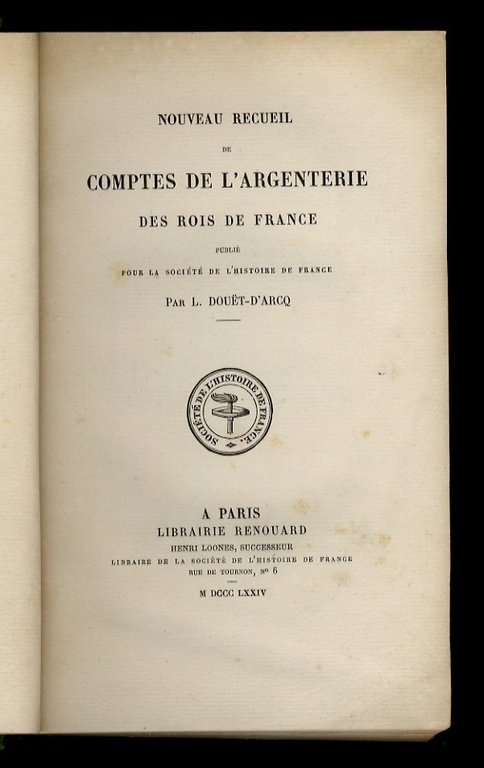 NOUVEAU RECUEIL
DE
COMPTES DE L'ARGENTERIE
DES ROIS DE FRANCE
PUBLIÉ
POUR LA SOCIÉTÉ DE L'HISTOIRE DE FRANCE
PAR L. DOUËT-D'ARCQ
SOCIÉTÉ DE L'HISTOIRE DE FRANCE.
A PARIS
LIBRAIRIE RENOUARD
HENRI LOONES, SUCCESSEUR
LIBRAIRE DE LA SOCIÉTÉ DE L'HISTOIRE DE FRANCE
RUE DE TOURNON, Nº 6
M DCCC LXXIV